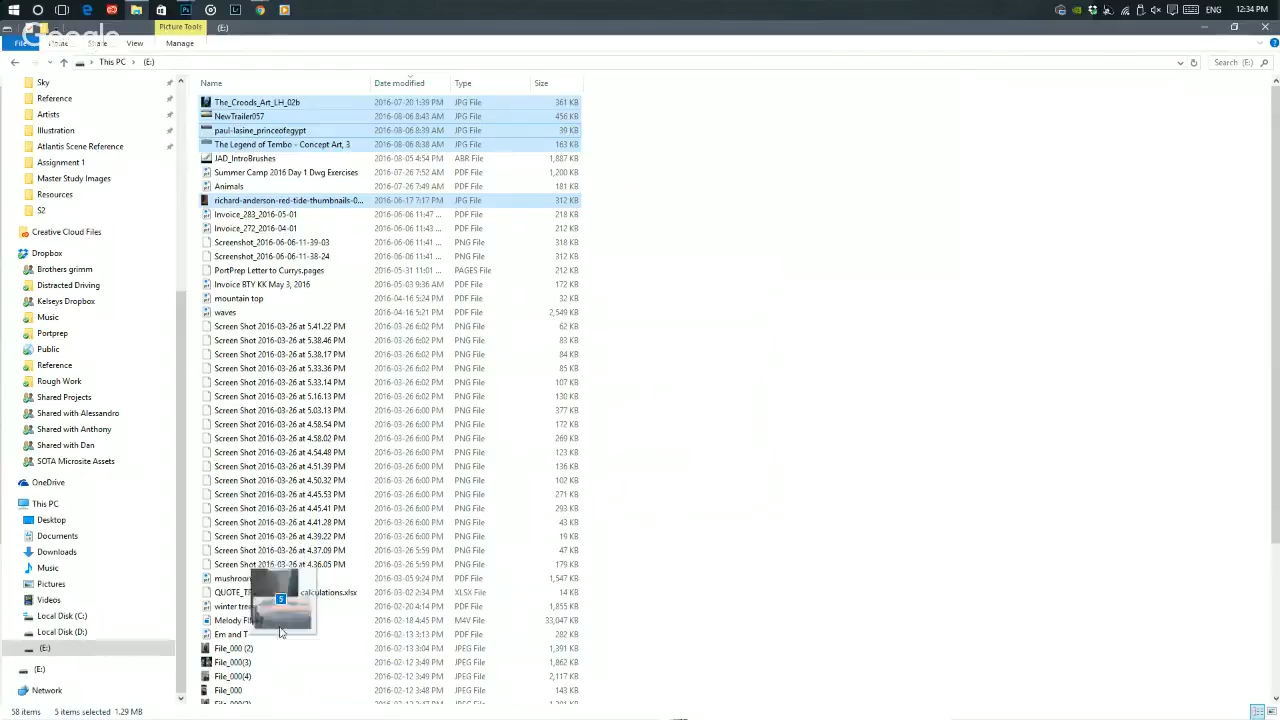 Ps
ENG
12:34 PM
Picture Tools
(E:)
Google
File
Share
View
Manage
This PC
(E:)
Search (E:)
Sky
Reference
Artists
Illustration
Atlantis Scene Reference
Assignment 1
Master Study Images
Resources
S2
Creative Cloud Files
Dropbox
Brothers grimm
Distracted Driving
Kelseys Dropbox
Music
Portprep
Public
Reference
Rough Work
Shared Projects
Shared with Alessandro
Shared with Anthony
Shared with Dan
SOTA Microsite Assets
OneDrive
This PC
Desktop
Documents
Downloads
Music
Pictures
Videos
Local Disk (C:)
Local Disk (D:)
(E:)
(E:)
Network
Name Date modified Type Size
The_Croods_Art_LH_02b 2016-07-20 1:39 PM JPG File 361 KB
NewTrailer057 2016-08-06 8:43 AM JPG File 456 KB
paul-lasine_princeofegypt 2016-08-06 8:39 AM JPG File 39 KB
The Legend of Tembo - Concept Art, 3 2016-08-06 8:38 AM JPG File 163 KB
JAD_IntroBrushes 2016-08-05 4:54 PM ABR File 1,887 KB
Summer Camp 2016 Day 1 Dwg Exercises 2016-07-26 7:52 AM PDF File 1,200 KB
Animals 2016-07-26 7:49 AM PDF File 181 KB
richard-anderson-red-tide-thumbnails-0... 2016-06-17 7:17 PM JPG File 312 KB
Invoice_283_2016-05-01 2016-06-06 11:47 ... PDF File 218 KB
Invoice_272_2016-04-01 2016-06-06 11:43 ... PDF File 212 KB
Screenshot_2016-06-06-11-39-03 2016-06-06 11:41 ... PNG File 318 KB
Screenshot_2016-06-06-11-38-24 2016-06-06 11:41 ... PNG File 312 KB
PortPrep Letter to Currys.pages 2016-05-31 11:01 ... PAGES File 212 KB
Invoice BTY KK May 3, 2016 2016-05-03 9:36 AM PDF File 172 KB
mountain top 2016-04-16 5:24 PM PDF File 32 KB
waves 2016-04-16 5:21 PM PDF File 2,549 KB
Screen Shot 2016-03-26 at 5.41.22 PM 2016-03-26 6:02 PM PNG File 62 KB
Screen Shot 2016-03-26 at 5.38.46 PM 2016-03-26 6:02 PM PNG File 83 KB
Screen Shot 2016-03-26 at 5.38.17 PM 2016-03-26 6:02 PM PNG File 84 KB
Screen Shot 2016-03-26 at 5.33.36 PM 2016-03-26 6:02 PM PNG File 85 KB
Screen Shot 2016-03-26 at 5.33.14 PM 2016-03-26 6:02 PM PNG File 107 KB
Screen Shot 2016-03-26 at 5.16.13 PM 2016-03-26 6:02 PM PNG File 130 KB
Screen Shot 2016-03-26 at 5.03.13 PM 2016-03-26 6:00 PM PNG File 377 KB
Screen Shot 2016-03-26 at 4.58.54 PM 2016-03-26 6:00 PM PNG File 172 KB
Screen Shot 2016-03-26 at 4.58.02 PM 2016-03-26 6:00 PM PNG File 269 KB
Screen Shot 2016-03-26 at 4.54.48 PM 2016-03-26 6:00 PM PNG File 123 KB
Screen Shot 2016-03-26 at 4.51.39 PM 2016-03-26 6:00 PM PNG File 136 KB
Screen Shot 2016-03-26 at 4.50.32 PM 2016-03-26 6:00 PM PNG File 102 KB
Screen Shot 2016-03-26 at 4.45.53 PM 2016-03-26 6:00 PM PNG File 271 KB
Screen Shot 2016-03-26 at 4.45.41 PM 2016-03-26 6:00 PM PNG File 293 KB
Screen Shot 2016-03-26 at 4.41.28 PM 2016-03-26 6:00 PM PNG File 43 KB
Screen Shot 2016-03-26 at 4.39.22 PM 2016-03-26 6:00 PM PNG File 19 KB
Screen Shot 2016-03-26 at 4.37.09 PM 2016-03-26 5:59 PM PNG File 47 KB
Screen Shot 2016-03-26 at 4.36.05 PM 2016-03-26 5:59 PM PNG File 179 KB
mushroom 2016-03-05 9:24 PM PDF File 1,547 KB
calculations.xlsx 2016-03-02 2:34 PM XLSX File 14 KB
winter 2016-02-20 4:14 PM PDF File 1,855 KB
Melody 2016-02-18 4:45 PM M4V File 33,047 KB
Em and T 2016-02-13 3:13 PM PDF File 282 KB
File_000 (2) 2016-02-13 3:04 PM JPEG File 1,391 KB
File_000(3) 2016-02-12 3:49 PM JPEG File 1,862 KB
File_000(4) 2016-02-12 3:49 PM JPEG File 2,117 KB
File_000 2016-02-12 3:48 PM JPEG File 143 KB
5
58 items 5 items selected 1.29 MB